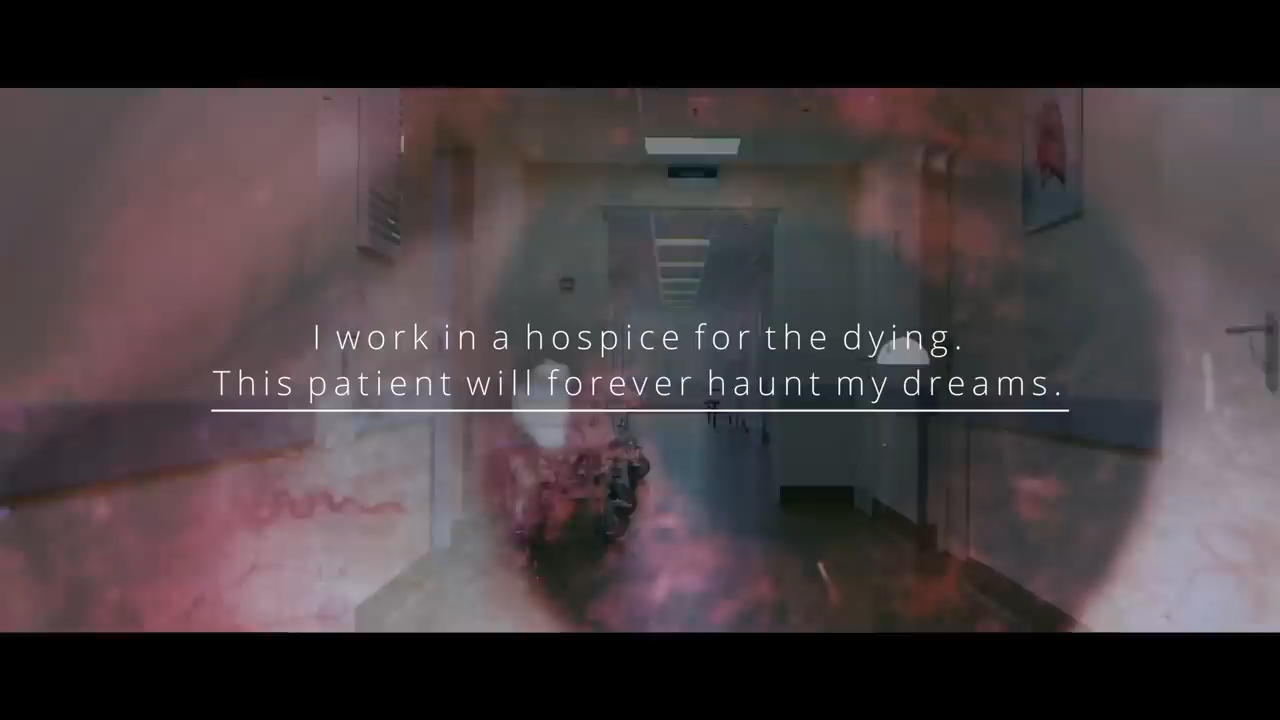 I work in a hospice for the dying.
This patient will forever haunt my dreams.